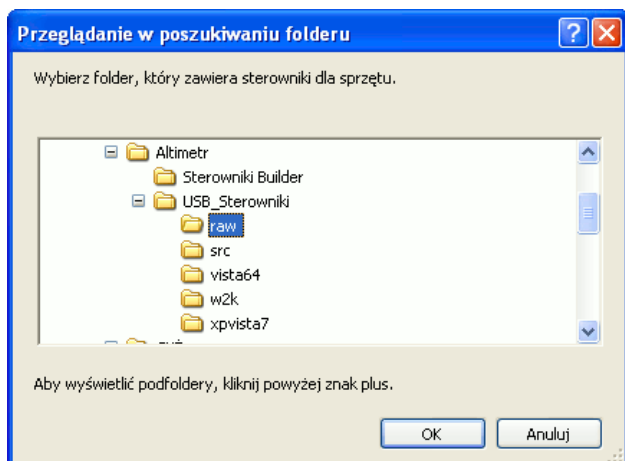 Przeglądanie w poszukiwaniu folderu
Wybierz folder, który zawiera sterowniki dla sprzętu.
Altimetr
Sterowniki Builder
USB_Sterowniki
raw
src
vista64
w2k
xpvista7
Aby wyświetlić podfoldery, kliknij powyżej znak plus.
OK
Anuluj